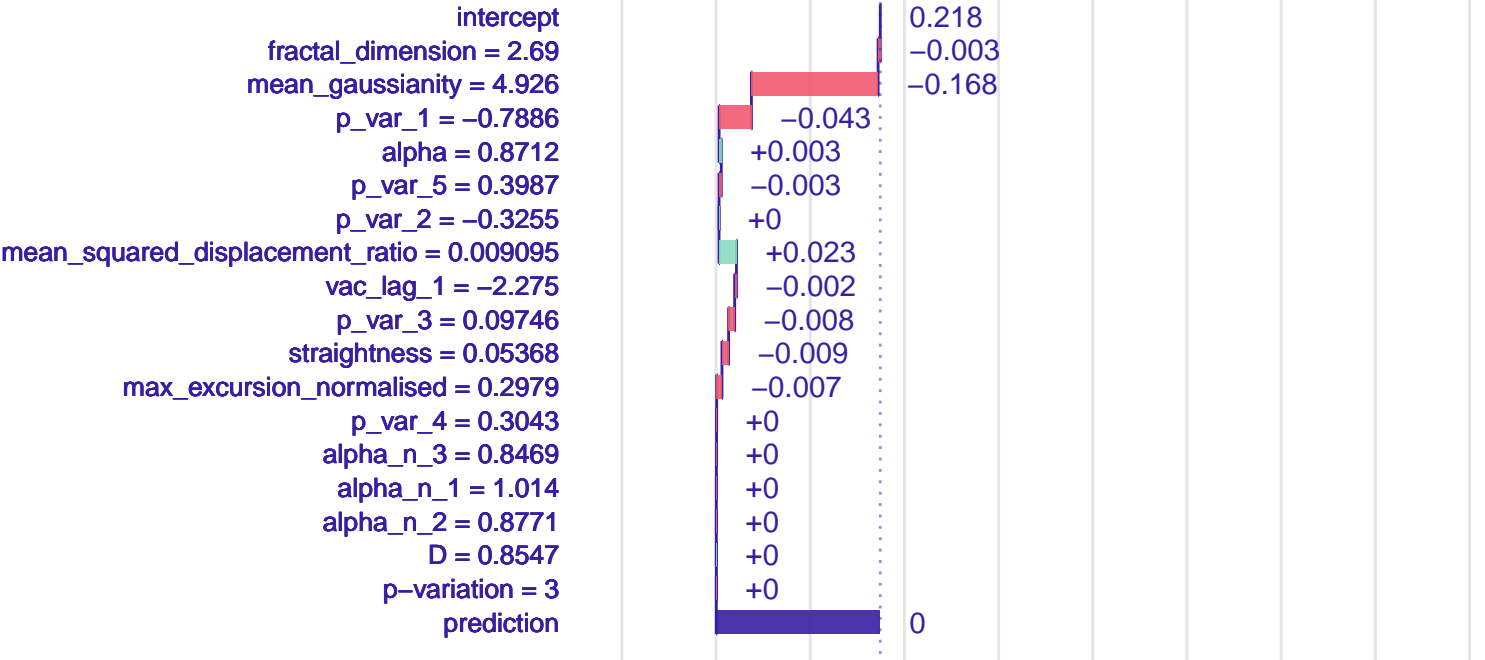 intercept 0.218
fractal_dimension = 2.69 −0.003
mean_gaussianity = 4.926 −0.168
p_var_1 = −0.7886 −0.043
alpha = 0.8712 +0.003
p_var_5 = 0.3987 −0.003
p_var_2 = −0.3255 +0
mean_squared_displacement_ratio = 0.009095 +0.023
vac_lag_1 = −2.275 −0.002
p_var_3 = 0.09746 −0.008
straightness = 0.05368 −0.009
max_excursion_normalised = 0.2979 −0.007
p_var_4 = 0.3043 +0
alpha_n_3 = 0.8469 +0
alpha_n_1 = 1.014 +0
alpha_n_2 = 0.8771 +0
D = 0.8547 +0
p−variation = 3 +0
prediction 0